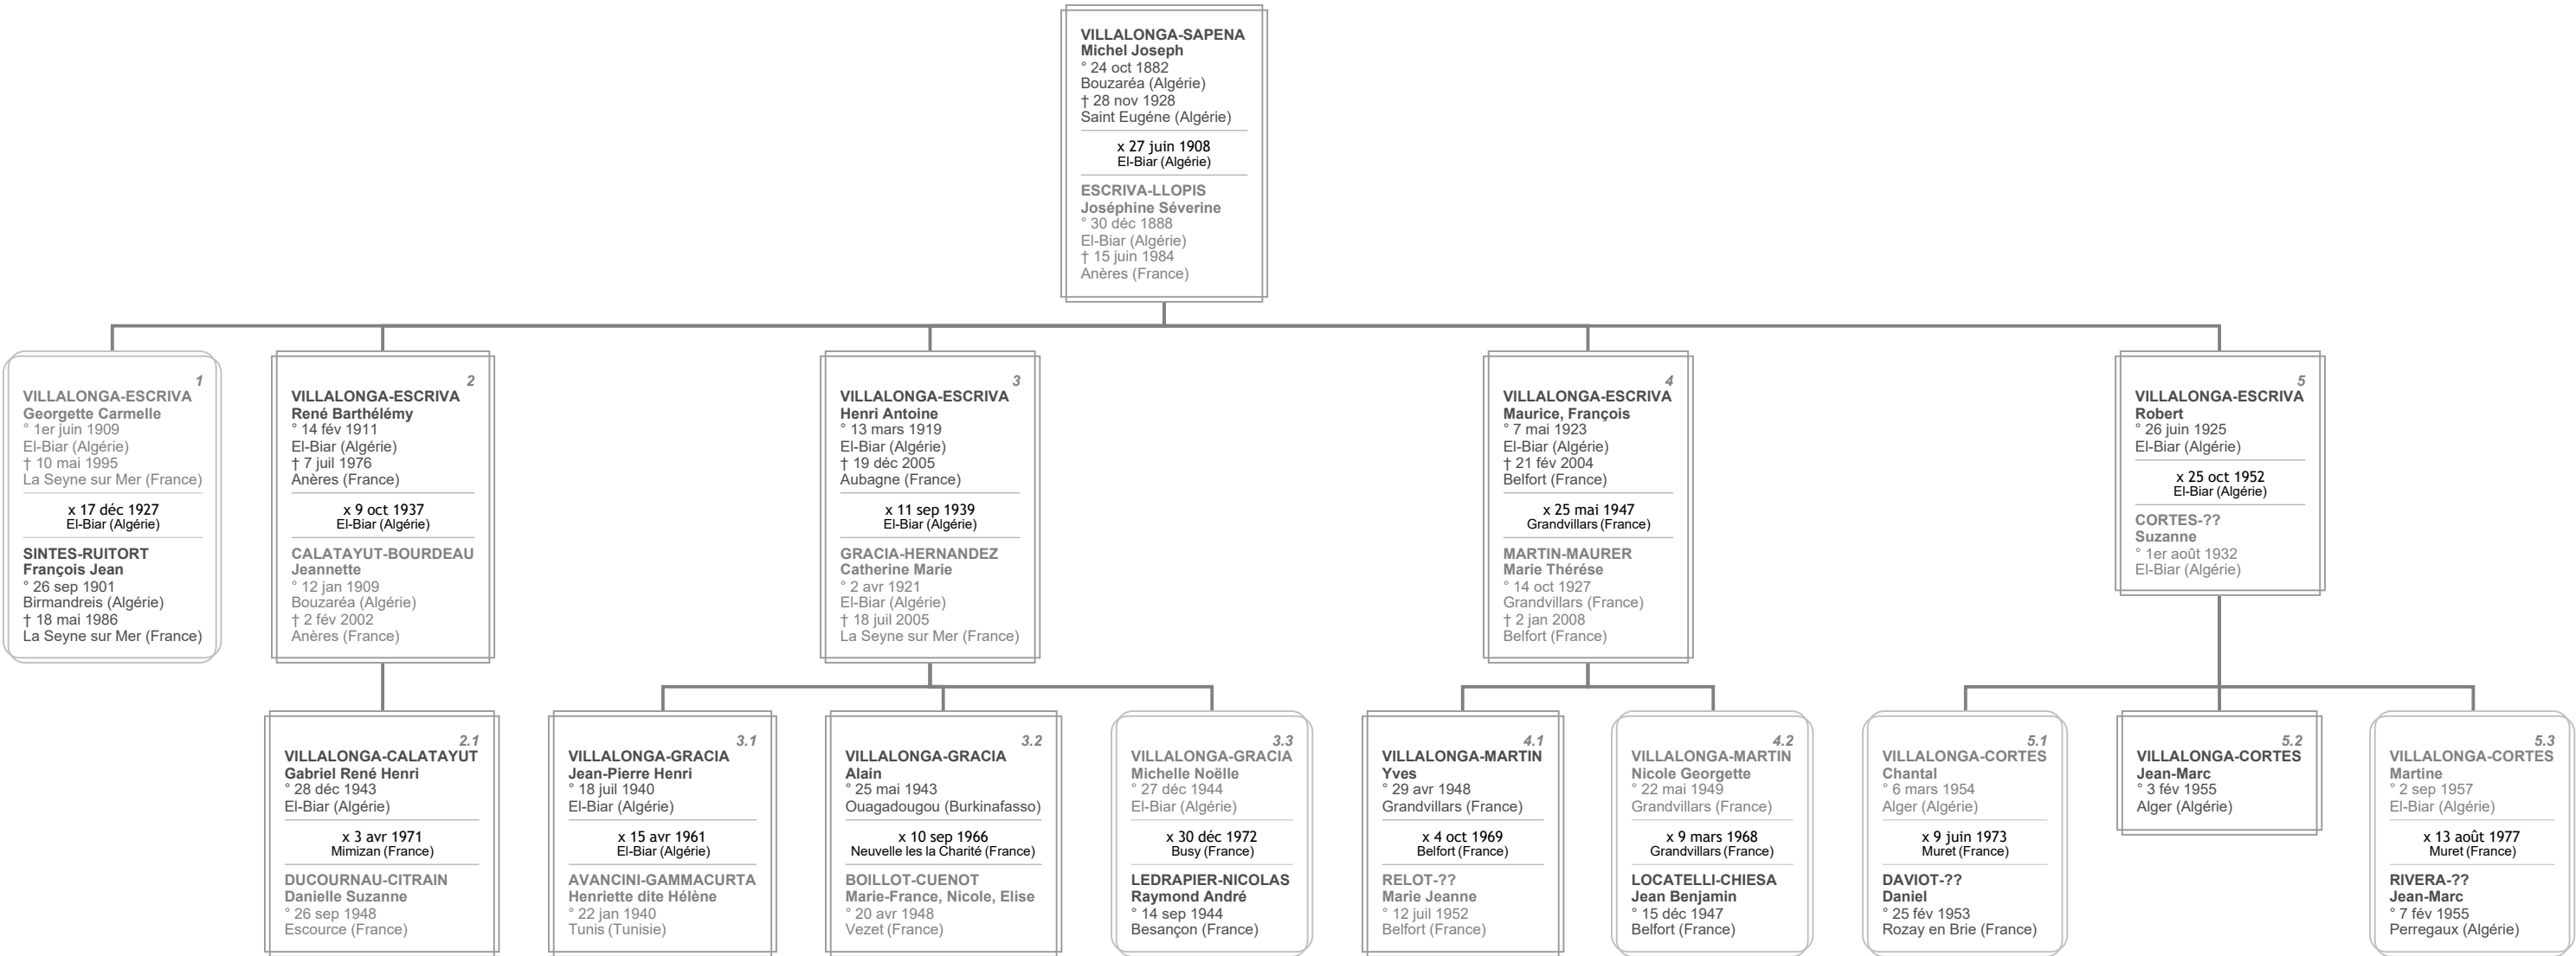 VILLALONGA-SAPENA
Michel Joseph
° 24 oct 1882
Bouzaréa (Algérie)
† 28 nov 1928
Saint Eugéne (Algérie)
x 27 juin 1908
El-Biar (Algérie)
ESCRIVA-LLOPIS
Joséphine Séverine
° 30 déc 1888
El-Biar (Algérie)
† 15 juin 1984
Anères (France)
1
VILLALONGA-ESCRIVA
Georgette Carmelle
° 1er juin 1909
El-Biar (Algérie)
† 10 mai 1995
La Seyne sur Mer (France)
x 17 déc 1927
El-Biar (Algérie)
SINTES-RUITORT
François Jean
° 26 sep 1901
Birmandreis (Algérie)
† 18 mai 1986
La Seyne sur Mer (France)
2
VILLALONGA-ESCRIVA
René Barthélémy
° 14 fév 1911
El-Biar (Algérie)
† 7 juil 1976
Anères (France)
x 9 oct 1937
El-Biar (Algérie)
CALATAYUT-BOURDEAU
Jeannette
° 12 jan 1909
Bouzaréa (Algérie)
† 2 fév 2002
Anères (France)
3
VILLALONGA-ESCRIVA
Henri Antoine
° 13 mars 1919
El-Biar (Algérie)
† 19 déc 2005
Aubagne (France)
x 11 sep 1939
El-Biar (Algérie)
GRACIA-HERNANDEZ
Catherine Marie
° 2 avr 1921
El-Biar (Algérie)
† 18 juil 2005
La Seyne sur Mer (France)
4
VILLALONGA-ESCRIVA
Maurice, François
° 7 mai 1923
El-Biar (Algérie)
† 21 fév 2004
Belfort (France)
x 25 mai 1947
Grandvillars (France)
MARTIN-MAURER
Marie Thérése
° 14 oct 1927
Grandvillars (France)
† 2 jan 2008
Belfort (France)
5
VILLALONGA-ESCRIVA
Robert
° 26 juin 1925
El-Biar (Algérie)
x 25 oct 1952
El-Biar (Algérie)
CORTES-??
Suzanne
° 1er août 1932
El-Biar (Algérie)
2.1
VILLALONGA-CALATAYUT
Gabriel René Henri
° 28 déc 1943
El-Biar (Algérie)
x 3 avr 1971
Mimizan (France)
DUCOURNAU-CITRAIN
Danielle Suzanne
° 26 sep 1948
Escource (France)
3.1
VILLALONGA-GRACIA
Jean-Pierre Henri
° 18 juil 1940
El-Biar (Algérie)
x 15 avr 1961
El-Biar (Algérie)
AVANCINI-GAMMACURTA
Henriette dite Hélène
° 22 jan 1940
Tunis (Tunisie)
3.2
VILLALONGA-GRACIA
Alain
° 25 mai 1943
Ouagadougou (Burkinafasso)
x 10 sep 1966
Neuvelle les la Charité (France)
BOILLOT-CUENOT
Marie-France, Nicole, Elise
° 20 avr 1948
Vezet (France)
3.3
VILLALONGA-GRACIA
Michelle Noëlle
° 27 déc 1944
El-Biar (Algérie)
x 30 déc 1972
Busy (France)
LEDRAPIER-NICOLAS
Raymond André
° 14 sep 1944
Besançon (France)
4.1
VILLALONGA-MARTIN
Yves
° 29 avr 1948
Grandvillars (France)
x 4 oct 1969
Belfort (France)
RELOT-??
Marie Jeanne
° 12 juil 1952
Belfort (France)
4.2
VILLALONGA-MARTIN
Nicole Georgette
° 22 mai 1949
Grandvillars (France)
x 9 mars 1968
Grandvillars (France)
LOCATELLI-CHIESA
Jean Benjamin
° 15 déc 1947
Belfort (France)
5.1
VILLALONGA-CORTES
Chantal
° 6 mars 1954
Alger (Algérie)
x 9 juin 1973
Muret (France)
DAVIOT-??
Daniel
° 25 fév 1953
Rozay en Brie (France)
5.2
VILLALONGA-CORTES
Jean-Marc
° 3 fév 1955
Alger (Algérie)
5.3
VILLALONGA-CORTES
Martine
° 2 sep 1957
El-Biar (Algérie)
x 13 août 1977
Muret (France)
RIVERA-??
Jean-Marc
° 7 fév 1955
Perregaux (Algérie)